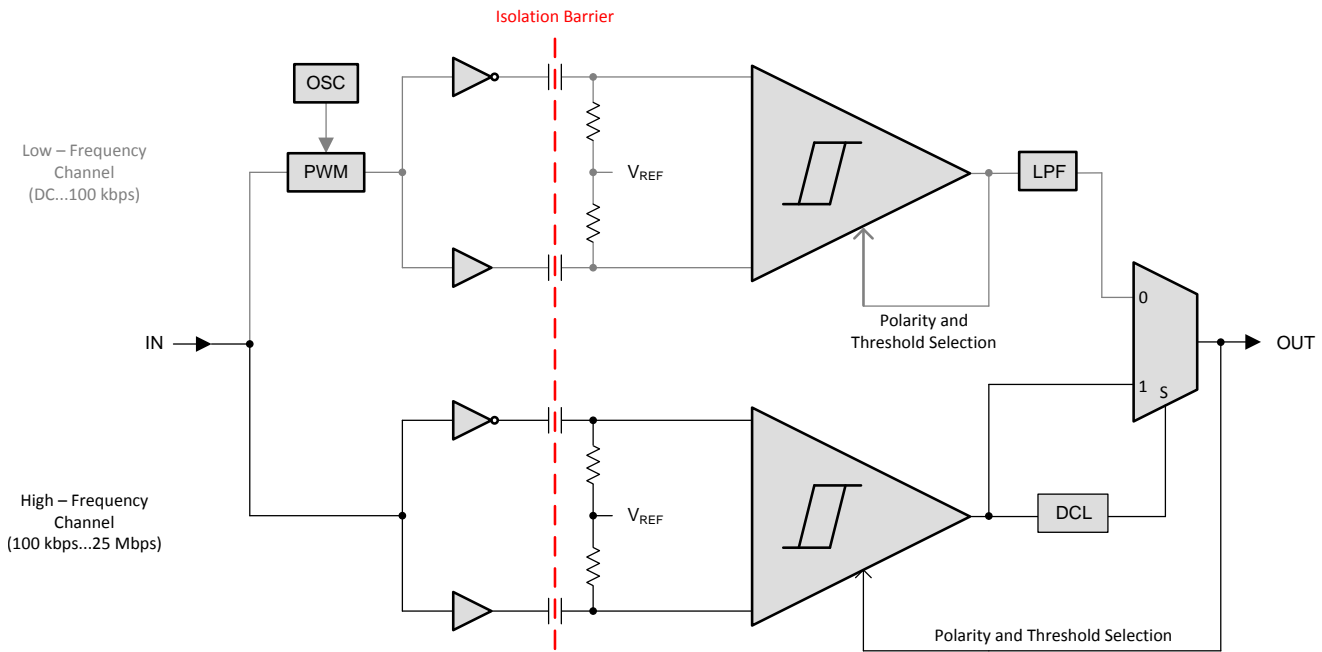 Isolation Barrier
OSC
Low – Frequency
Channel
(DC...100 kbps)
PWM
VREF
LPF
0
Polarity and
Threshold Selection
IN
OUT
1
S
High – Frequency
Channel
(100 kbps...25 Mbps)
VREF
DCL
Polarity and Threshold Selection